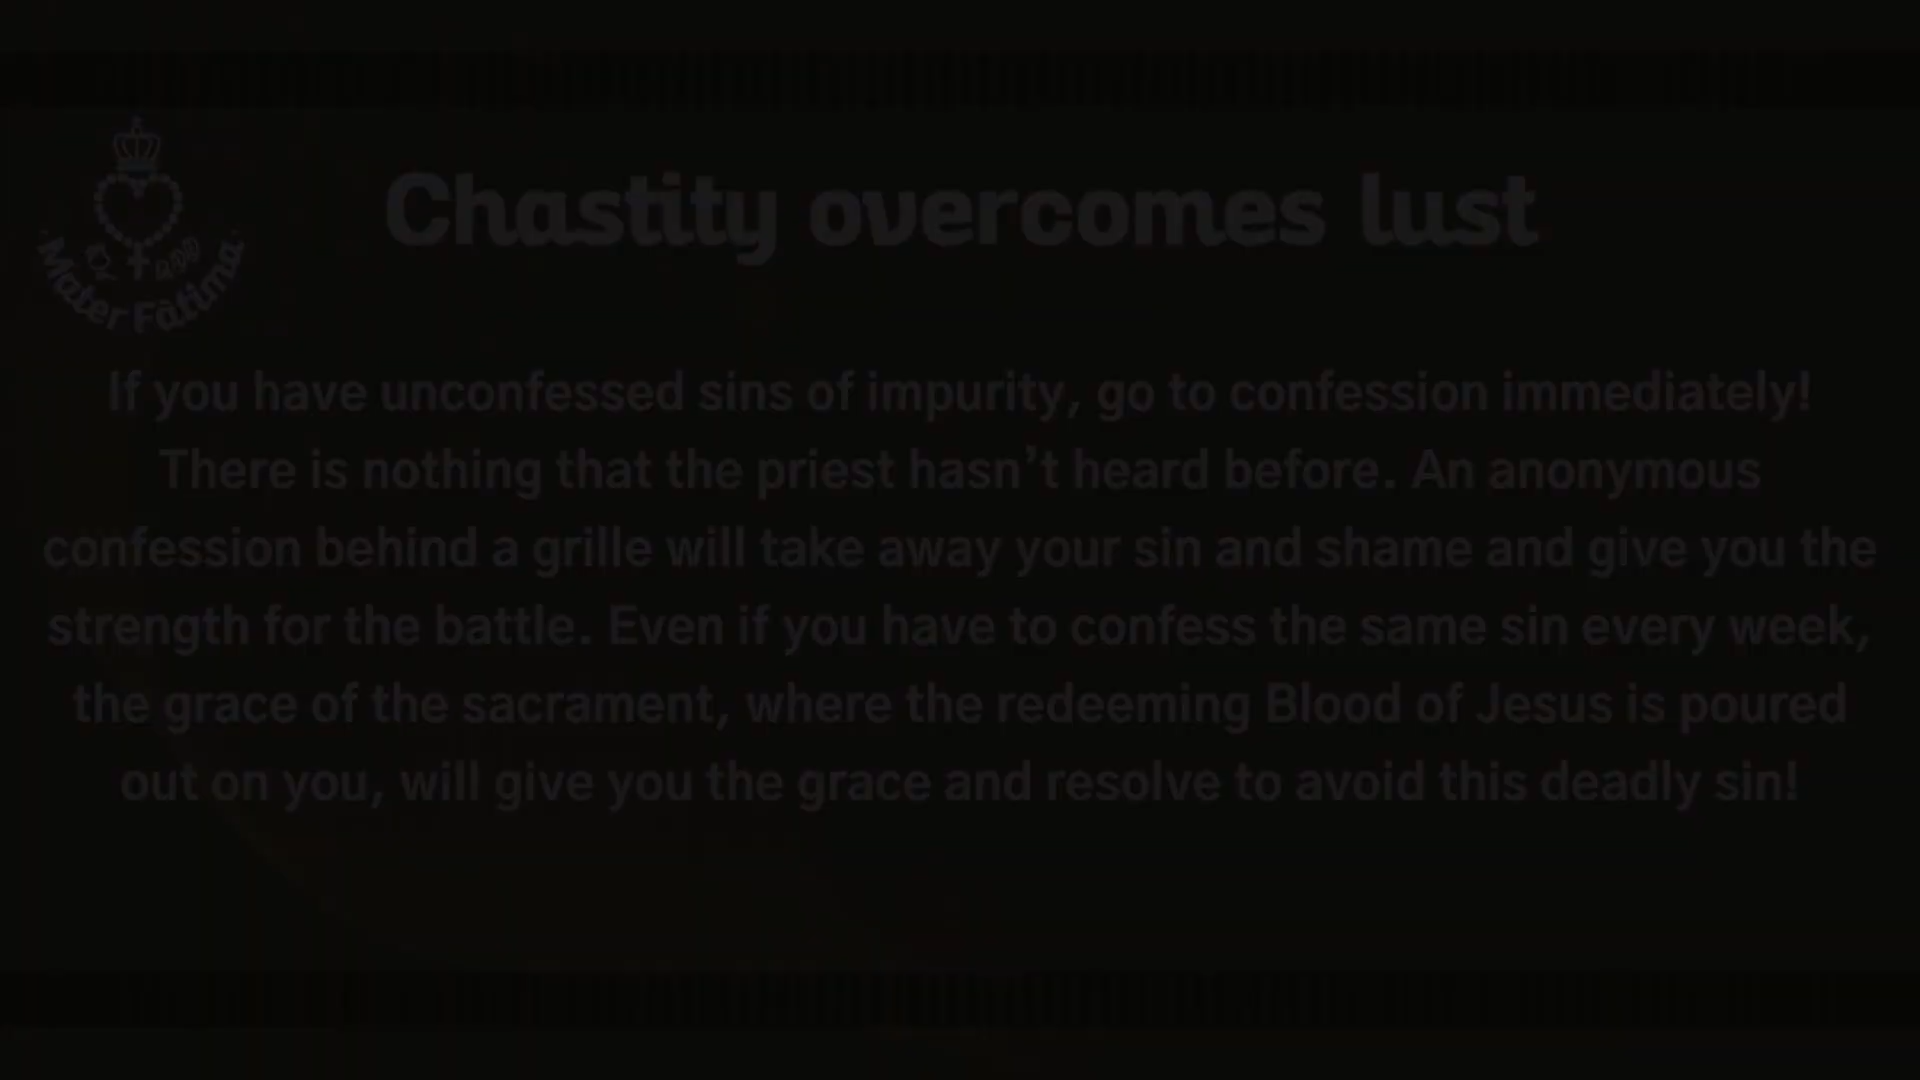 Chastity overcomes lust
Mater Fàtima
If you have unconfessed sins of impurity, go to confession immediately!
There is nothing that the priest hasn’t heard before. An anonymous
confession behind a grille will take away your sin and shame and give you the
strength for the battle. Even if you have to confess the same sin every week,
the grace of the sacrament, where the redeeming Blood of Jesus is poured
out on you, will give you the grace and resolve to avoid this deadly sin!